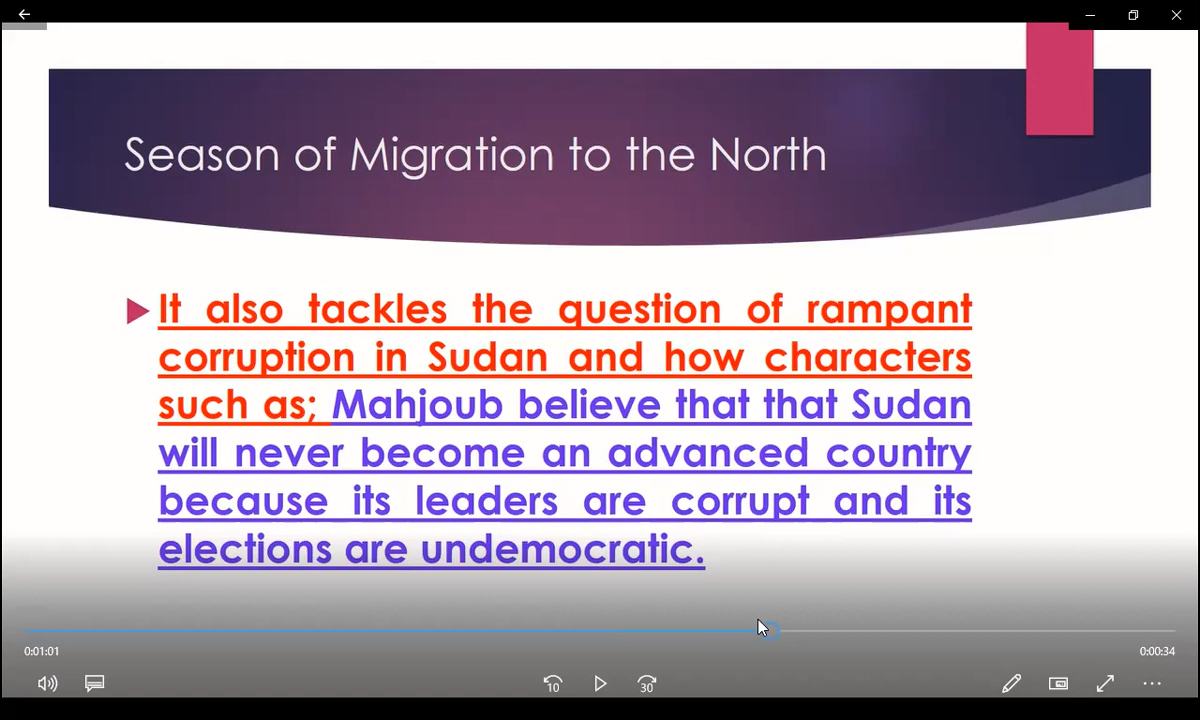 Season of Migration to the North
It also tackles the question of rampant
corruption in Sudan and how characters
such as; Mahjoub believe that that Sudan
will never become an advanced country
because its leaders are corrupt and its
elections are undemocratic.
0:01:01
0:00:34
10
30